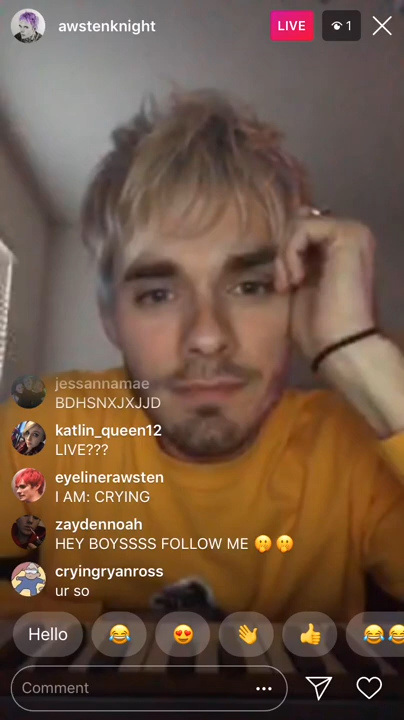 awstenknight
LIVE
1
jessannamae
BDHSNXJXJJD
katlin_queen12
LIVE???
eyelinerawsten
I AM: CRYING
zaydennoah
HEY BOYSSSS FOLLOW ME 🤭🤭
cryingryanross
ur so
Hello 😂 😍 👋 👍 😂😂
Comment ...